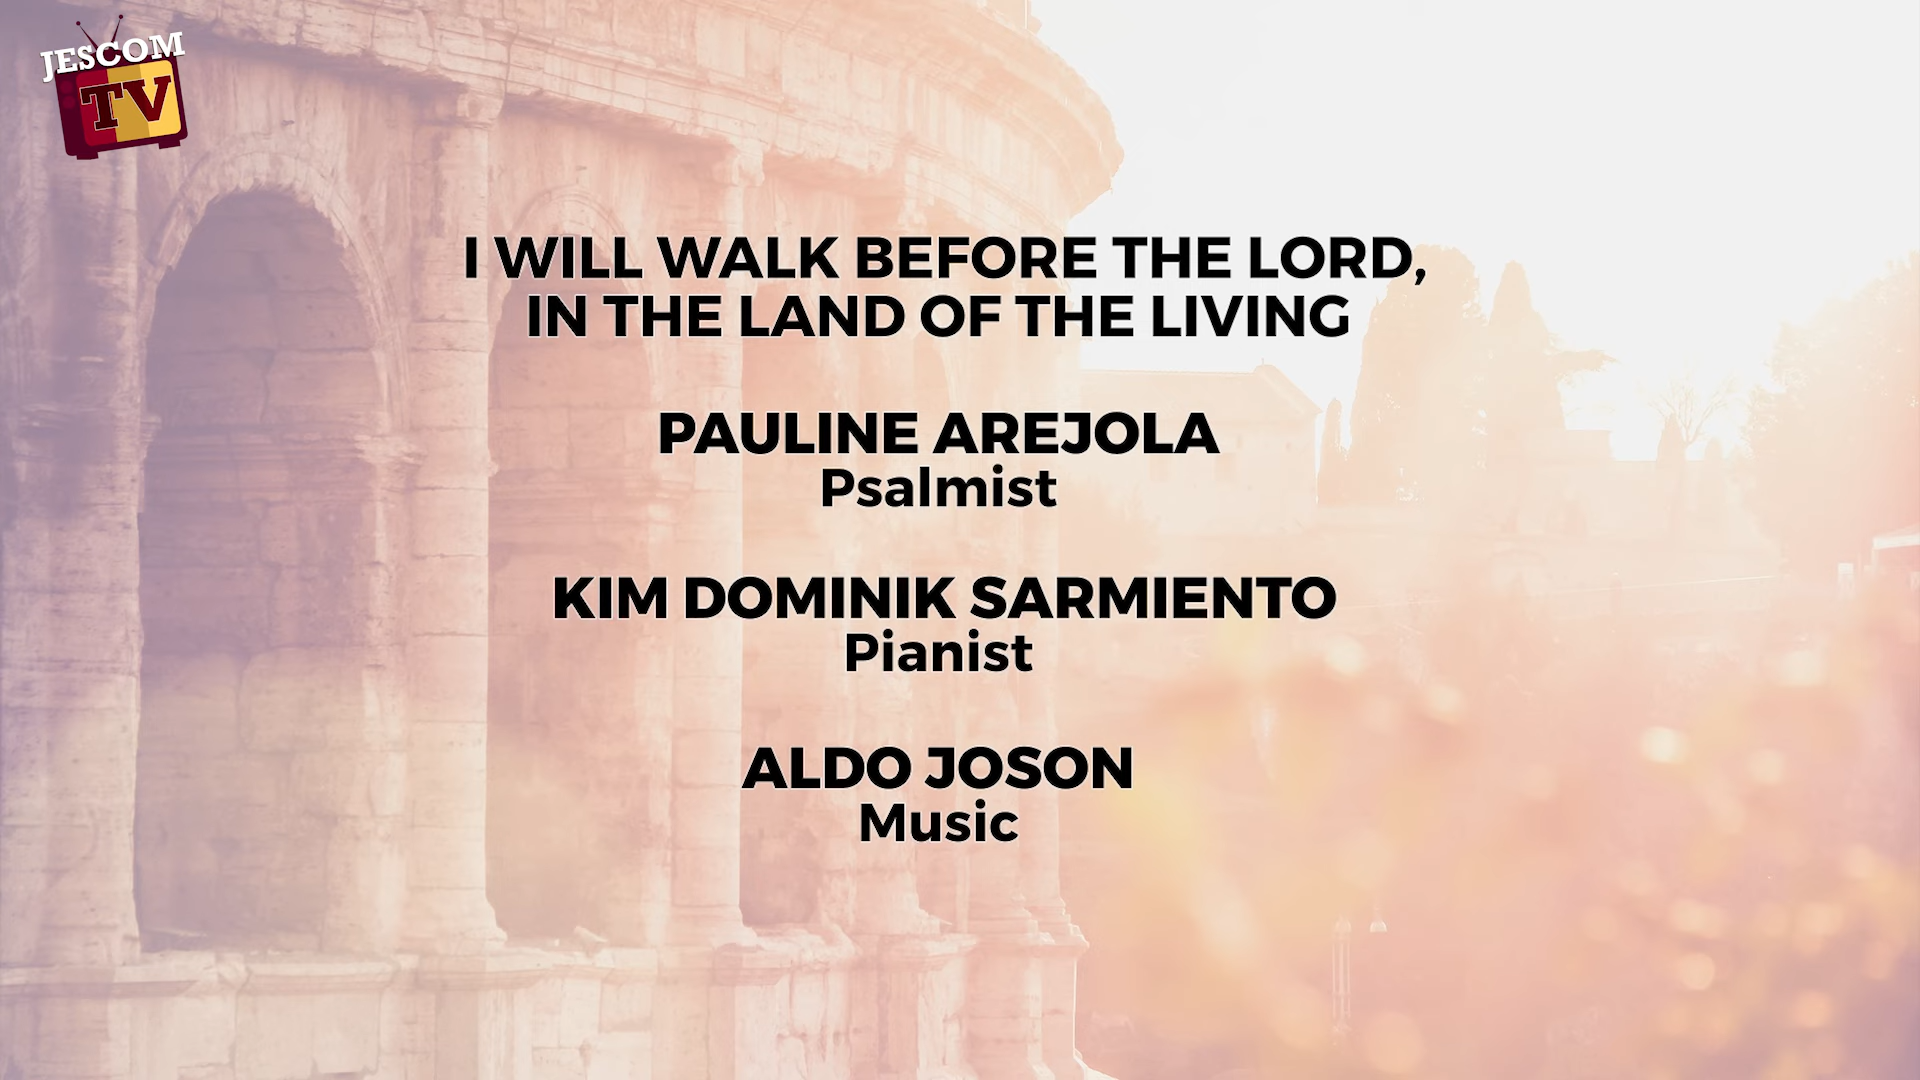 JESCOM
TV
I WILL WALK BEFORE THE LORD,
IN THE LAND OF THE LIVING
PAULINE AREJOLA
Psalmist
KIM DOMINIK SARMIENTO
Pianist
ALDO JOSON
Music